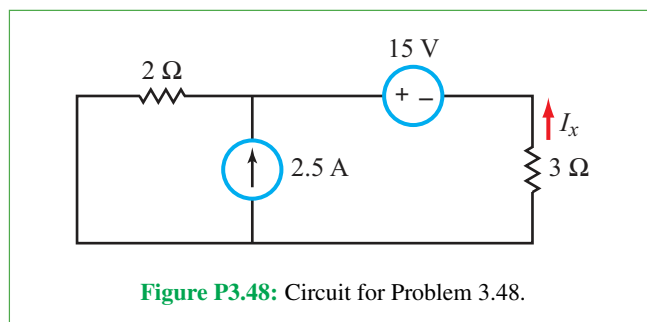 15 V
2 Ω
+ −
I_x
2.5 A
3 Ω
Figure P3.48: Circuit for Problem 3.48.